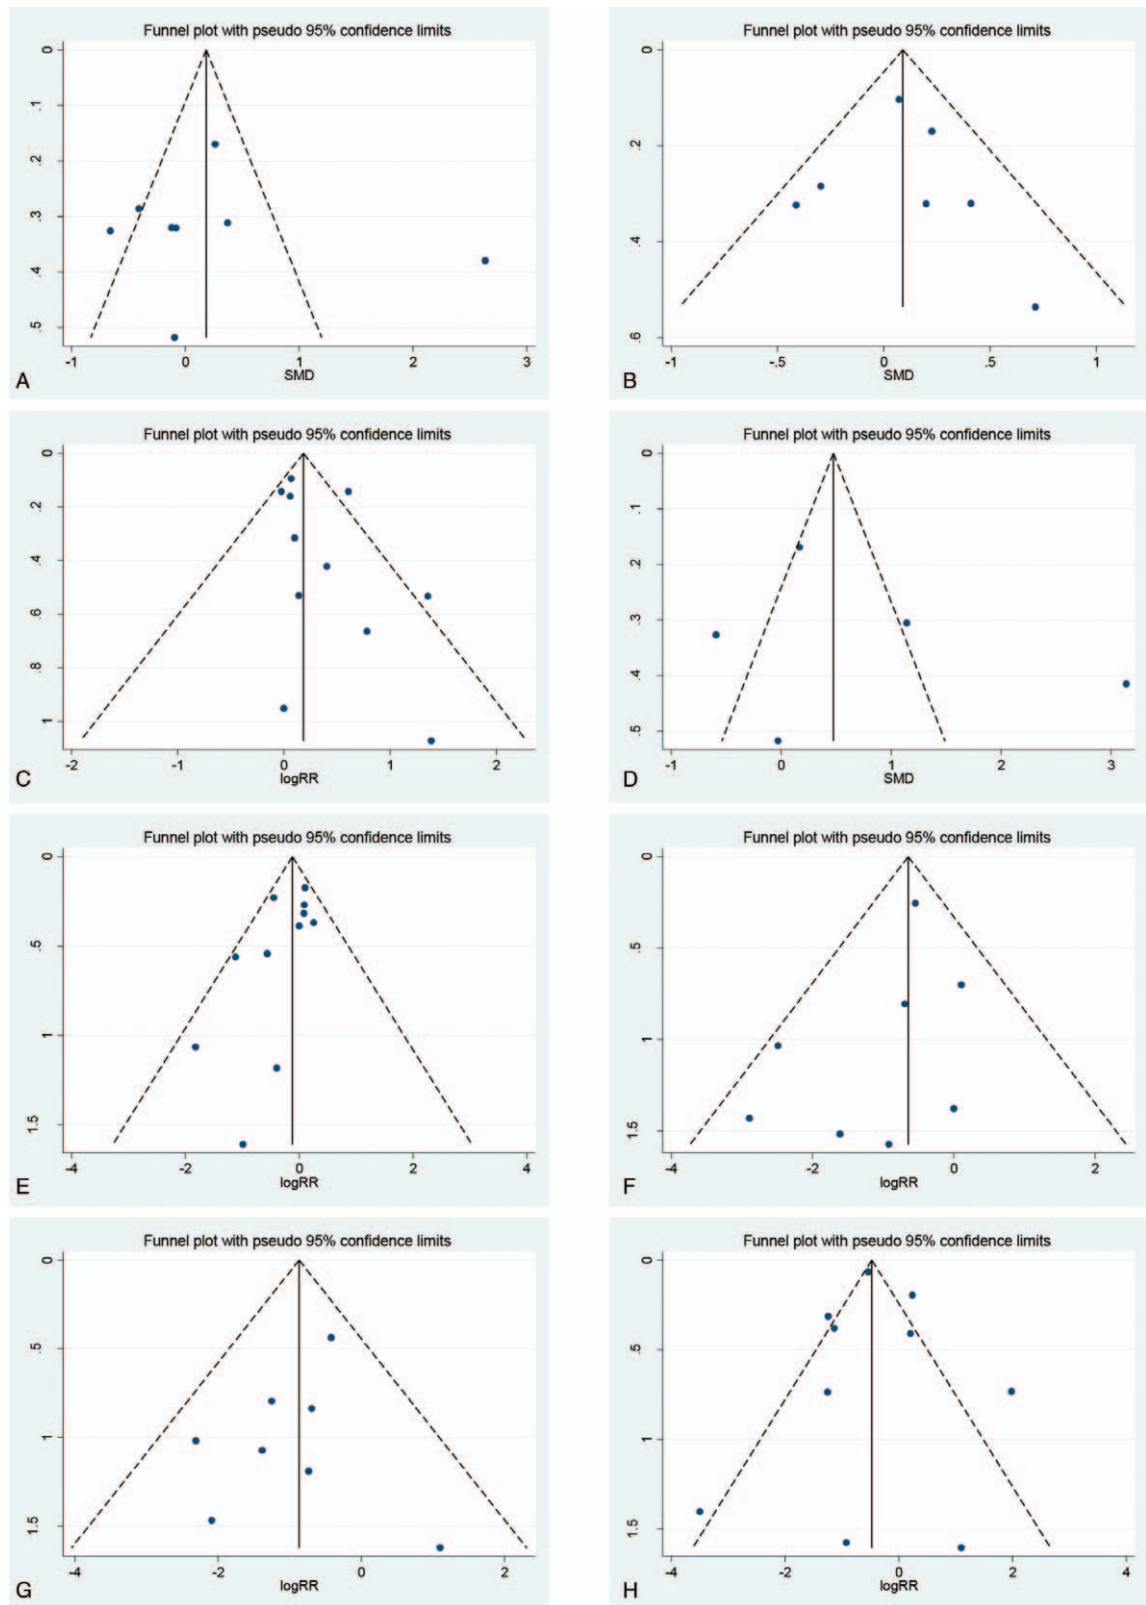 Funnel plot with pseudo 95% confidence limits
0
.1
.2
.3
.4
.5
-1 0 1 2 3
SMD
A
Funnel plot with pseudo 95% confidence limits
0
.2
.4
.6
-1 -.5 0 .5 1
SMD
B
Funnel plot with pseudo 95% confidence limits
0
.2
.4
.6
.8
1
-2 -1 0 1 2
logRR
C
Funnel plot with pseudo 95% confidence limits
0
.1
.2
.3
.4
.5
-1 0 1 2 3
SMD
D
Funnel plot with pseudo 95% confidence limits
0
.5
1
1.5
-4 -2 0 2 4
logRR
E
Funnel plot with pseudo 95% confidence limits
0
.5
1
1.5
-4 -2 0 2
logRR
F
Funnel plot with pseudo 95% confidence limits
0
.5
1
1.5
-4 -2 0 2
logRR
G
Funnel plot with pseudo 95% confidence limits
0
.5
1
1.5
-4 -2 0 2 4
logRR
H